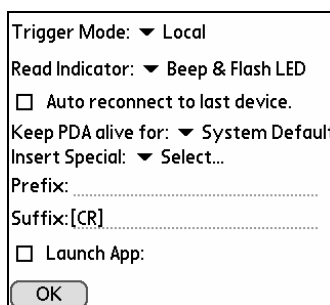 Trigger Mode: Local
Read Indicator: Beep & Flash LED
Auto reconnect to last device.
Keep PDA alive for: System Default
Insert Special: Select...
Prefix:
Suffix:[CR]
Launch App:
OK